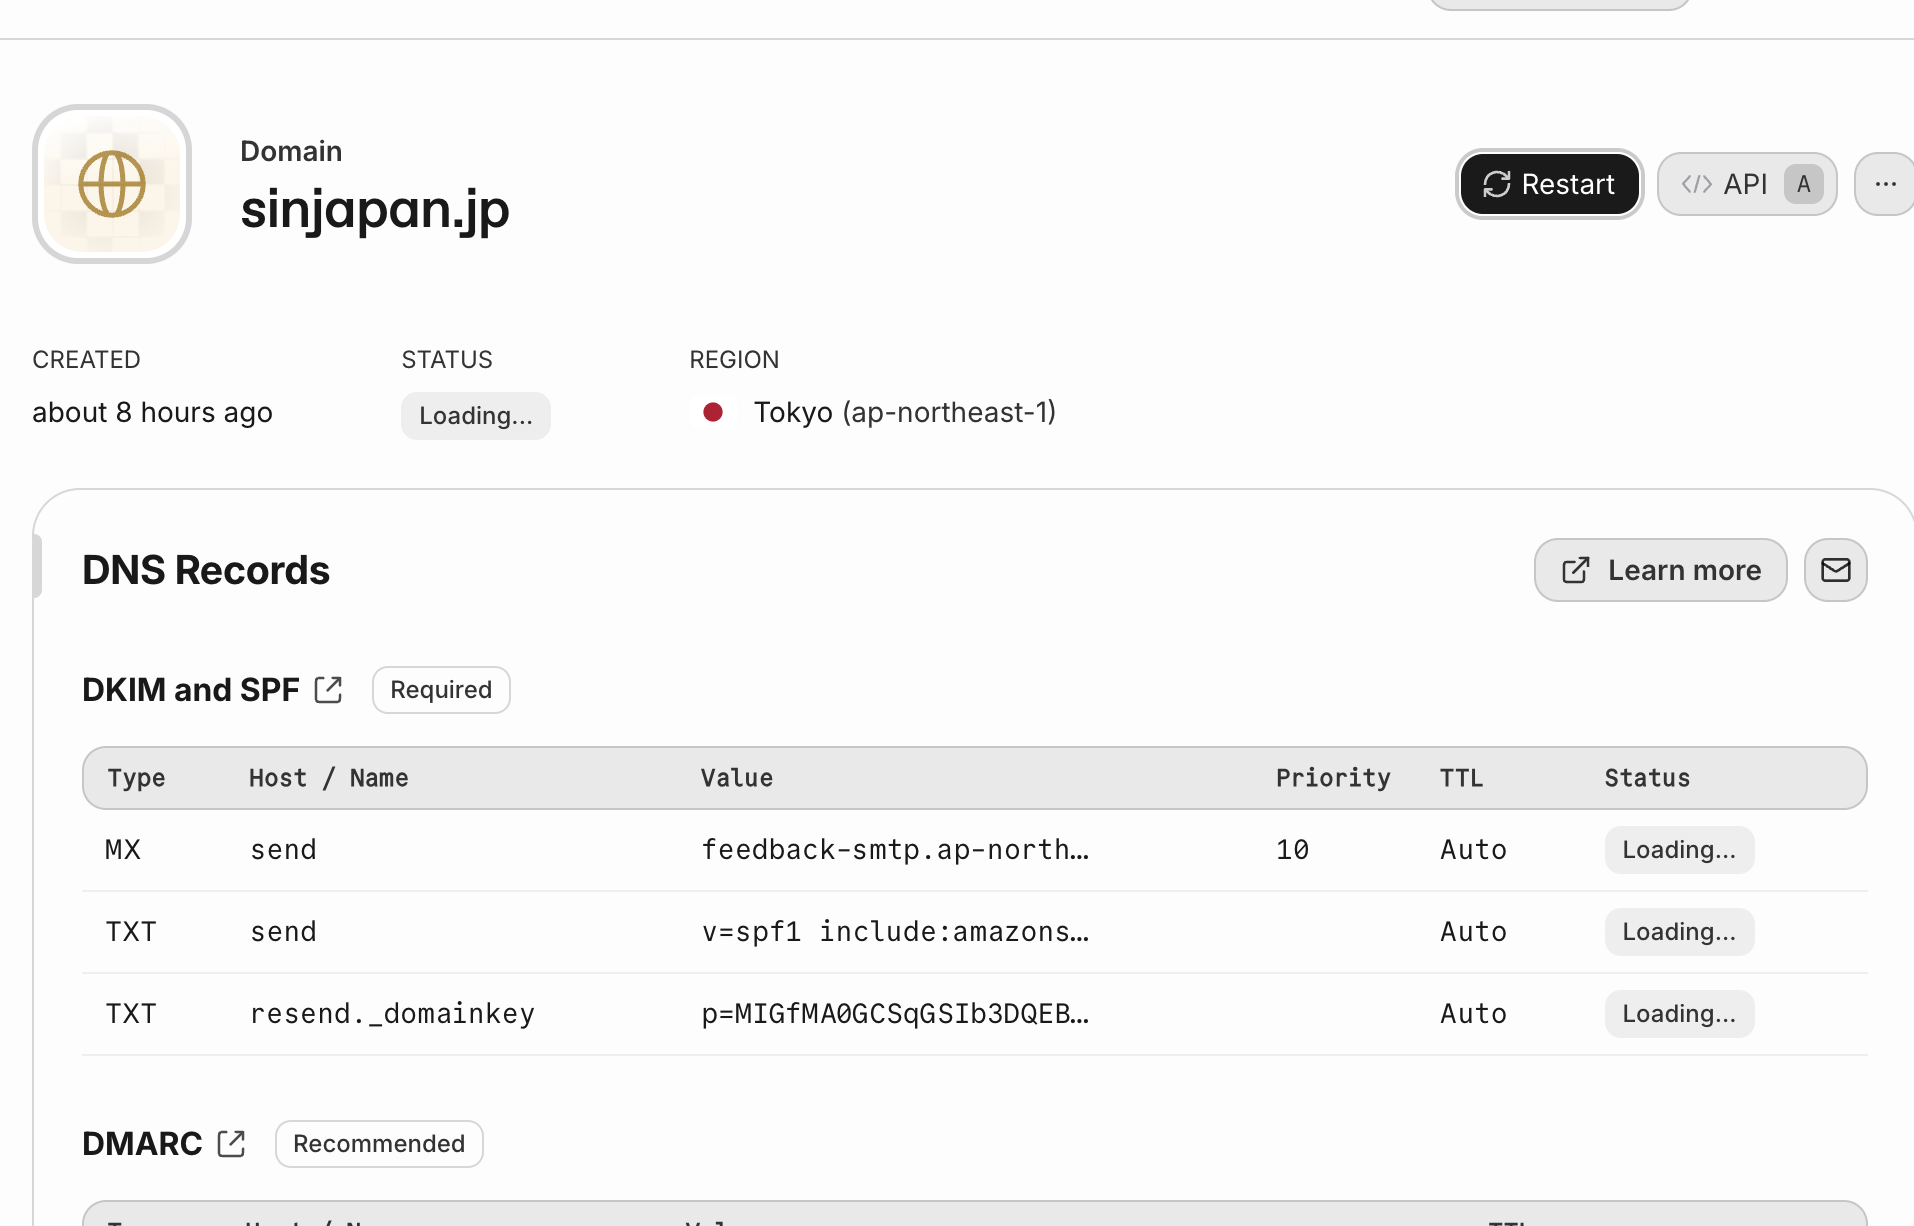 Domain
sinjapan.jp
Restart
API A
CREATED STATUS REGION
about 8 hours ago Loading... Tokyo (ap-northeast-1)
DNS Records
Learn more
DKIM and SPF Required
Type Host / Name Value Priority TTL Status
MX send feedback-smtp.ap-north… 10 Auto Loading...
TXT send v=spf1 include:amazons… Auto Loading...
TXT resend._domainkey p=MIGfMA0GCSqGSIb3DQEB… Auto Loading...
DMARC Recommended